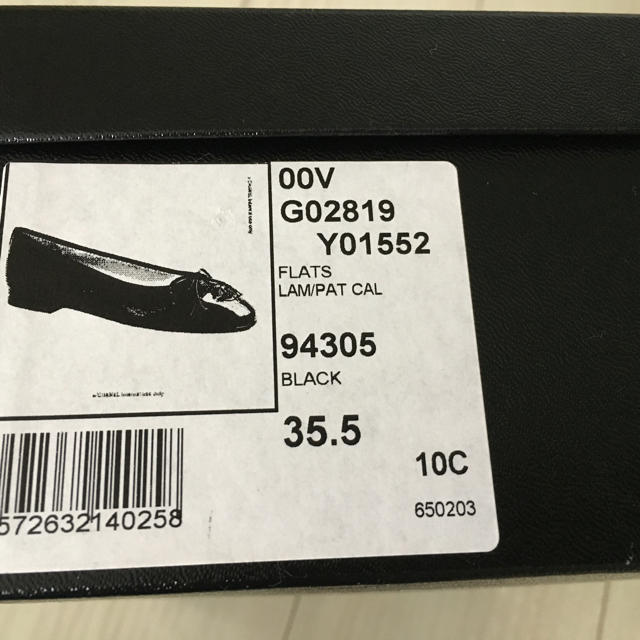 00V
G02819
Y01552
FLATS
LAM/PAT CAL
94305
BLACK
35.5
10C
650203
572632140258